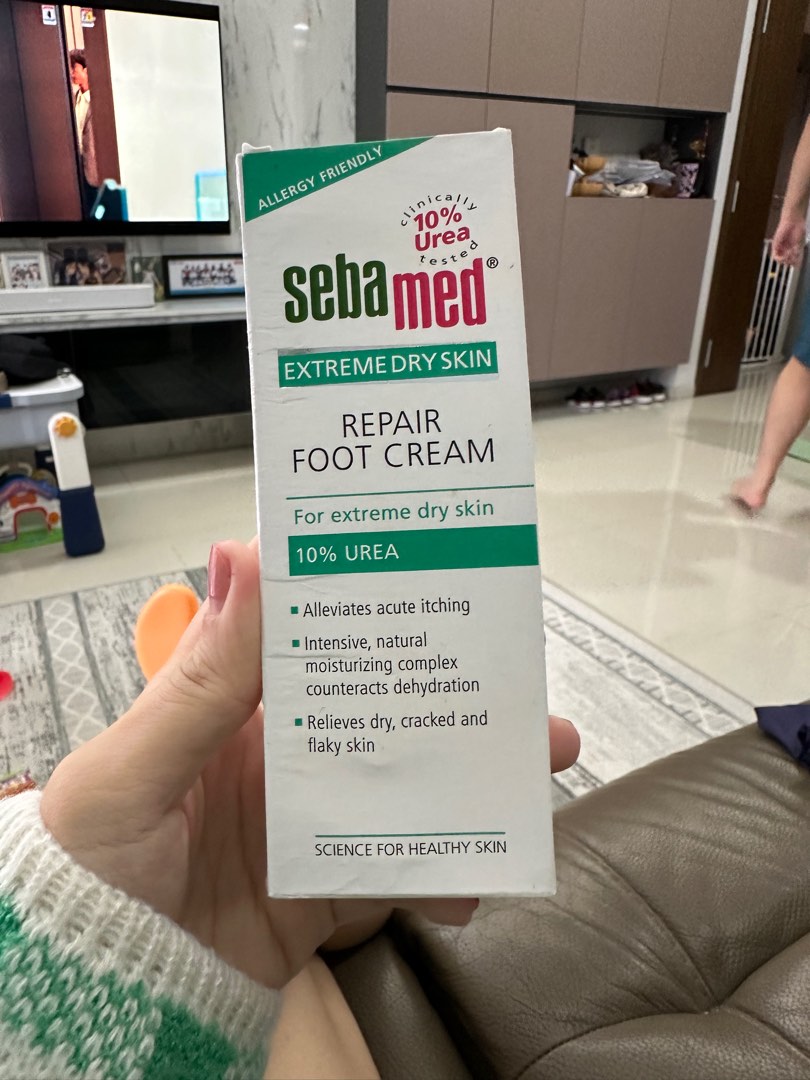 ALLERGY FRIENDLY
clinically
10%
Urea
tested
sebamed®
EXTREME DRY SKIN
REPAIR
FOOT CREAM
For extreme dry skin
10% UREA
▪ Alleviates acute itching
▪ Intensive, natural
moisturizing complex
counteracts dehydration
▪ Relieves dry, cracked and
flaky skin
SCIENCE FOR HEALTHY SKIN